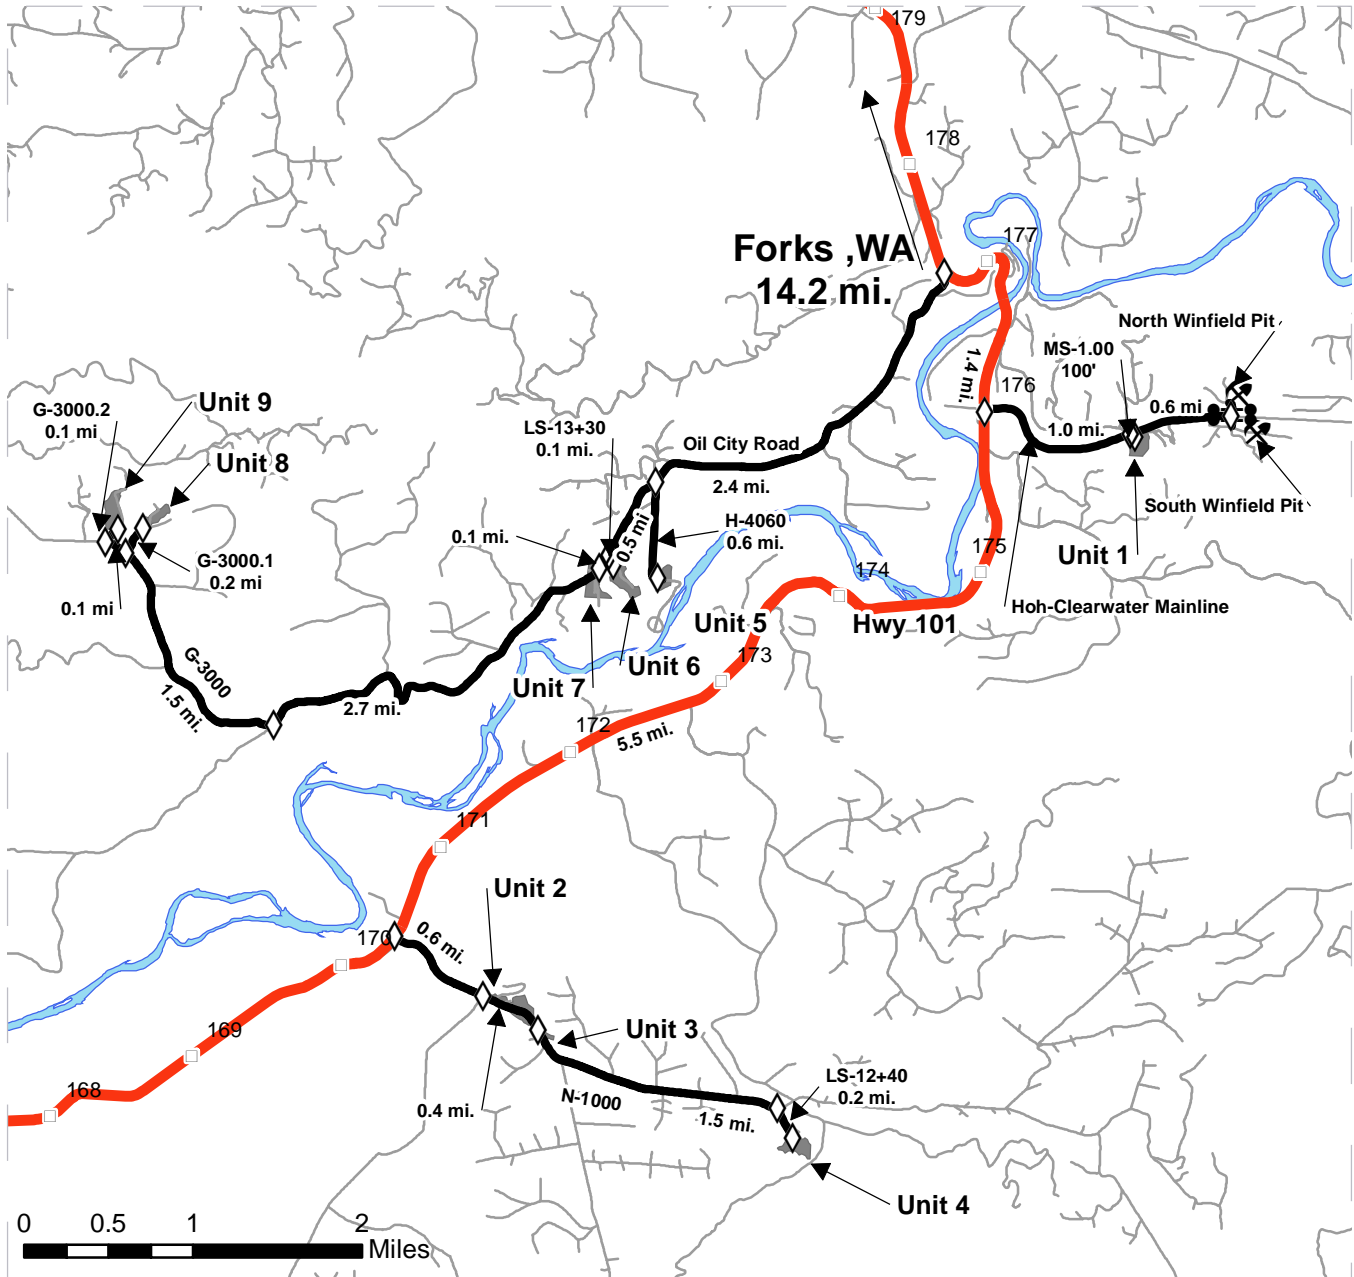 179
178
177
Forks ,WA
14.2 mi.
North Winfield Pit
MS-1.00
100'
1.4 mi.
176
0.6 mi
1.0 mi.
G-3000.2
0.1 mi
Unit 9
Unit 8
LS-13+30
0.1 mi.
Oil City Road
2.4 mi.
South Winfield Pit
H-4060
0.6 mi.
0.5 mi
0.1 mi.
G-3000.1
0.2 mi
0.1 mi
175
Unit 1
174
Hoh-Clearwater Mainline
Unit 5
Hwy 101
173
Unit 6
Unit 7
G-3000
1.5 mi.
2.7 mi.
172
5.5 mi.
171
Unit 2
170
0.6 mi.
169
Unit 3
168
0.4 mi.
N-1000
1.5 mi.
LS-12+40
0.2 mi.
Unit 4
0 0.5 1 2
Miles